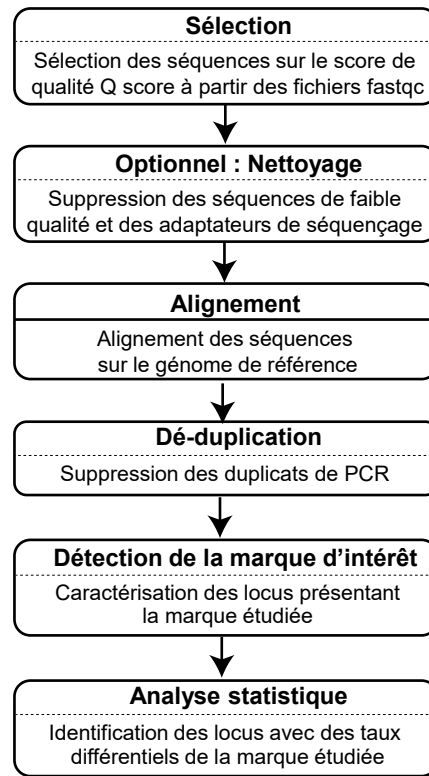 Sélection
Sélection des séquences sur le score de
qualité Q score à partir des fichiers fastqc
Optionnel : Nettoyage
Suppression des séquences de faible
qualité et des adaptateurs de séquençage
Alignement
Alignement des séquences
sur le génome de référence
Dé-duplication
Suppression des duplicats de PCR
Détection de la marque d'intérêt
Caractérisation des locus présentant
la marque étudiée
Analyse statistique
Identification des locus avec des taux
différentiels de la marque étudiée